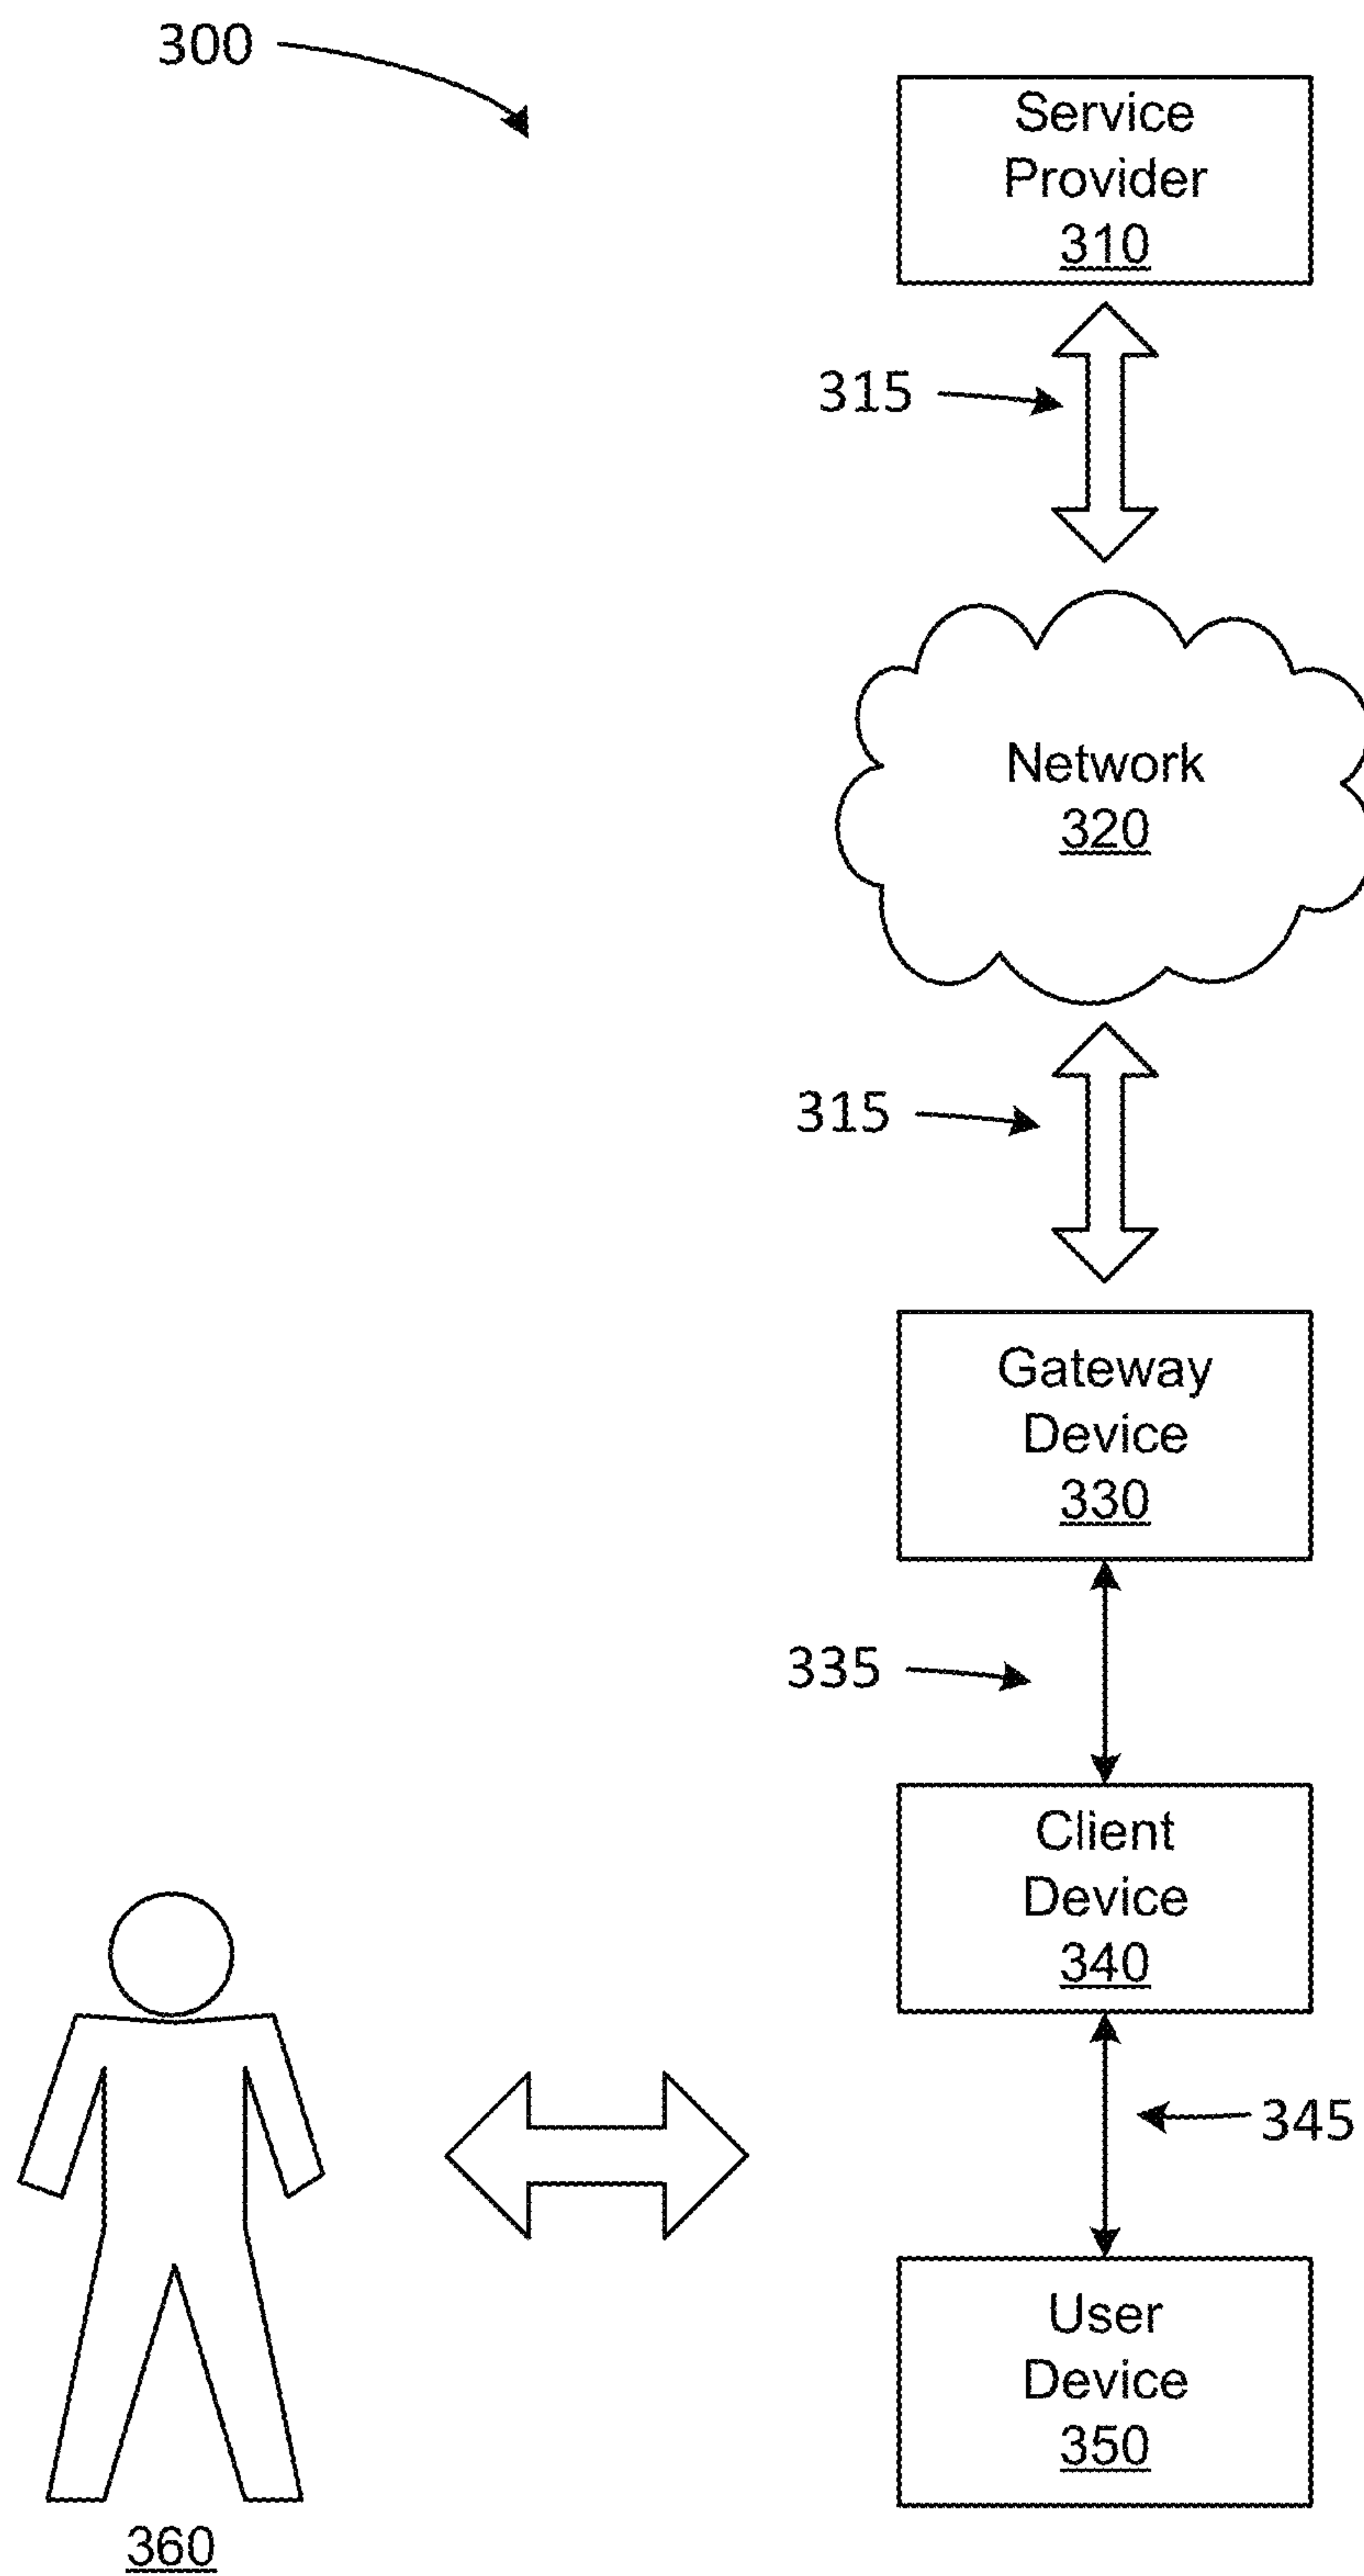 300
Service
Provider
310
315
Network
320
315
Gateway
Device
330
335
Client
Device
340
345
User
Device
350
360